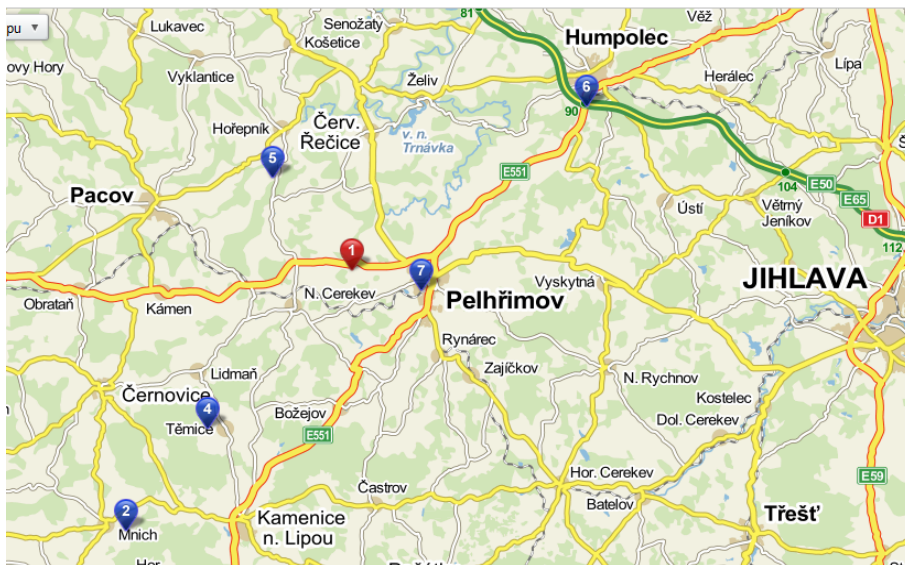 pu
Lukavec
Senožaty
81
Věž
Košetice
Humpolec
ovy Hory
Vyklantice
Želiv
Herálec
Lípa
6
90
Hořepník
Červ.
Řečice
v. n.
Trnávka
5
E551
104
E50
Pacov
Ústí
Větrný
Jeníkov
E65
D1
112
1
7
Obrataň
Kámen
N. Cerekev
Pelhřimov
Vyskytná
JIHLAVA
Rynárec
Zajíčkov
Lidmaň
N. Rychnov
Černovice
4
Těmice
Božejov
Kostelec
Dol. Cerekev
E551
Hor. Cerekev
E59
2
Mnich
Častrov
Batelov
Kamenice
n. Lipou
Třešť